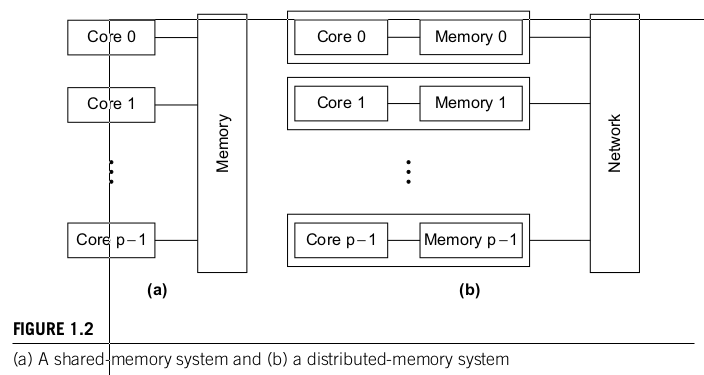 Core 0
Memory
Core 1
Core p−1
(a)
Core 0 Memory 0
Network
Core 1 Memory 1
Core p−1 Memory p−1
(b)
FIGURE 1.2
(a) A shared-memory system and (b) a distributed-memory system